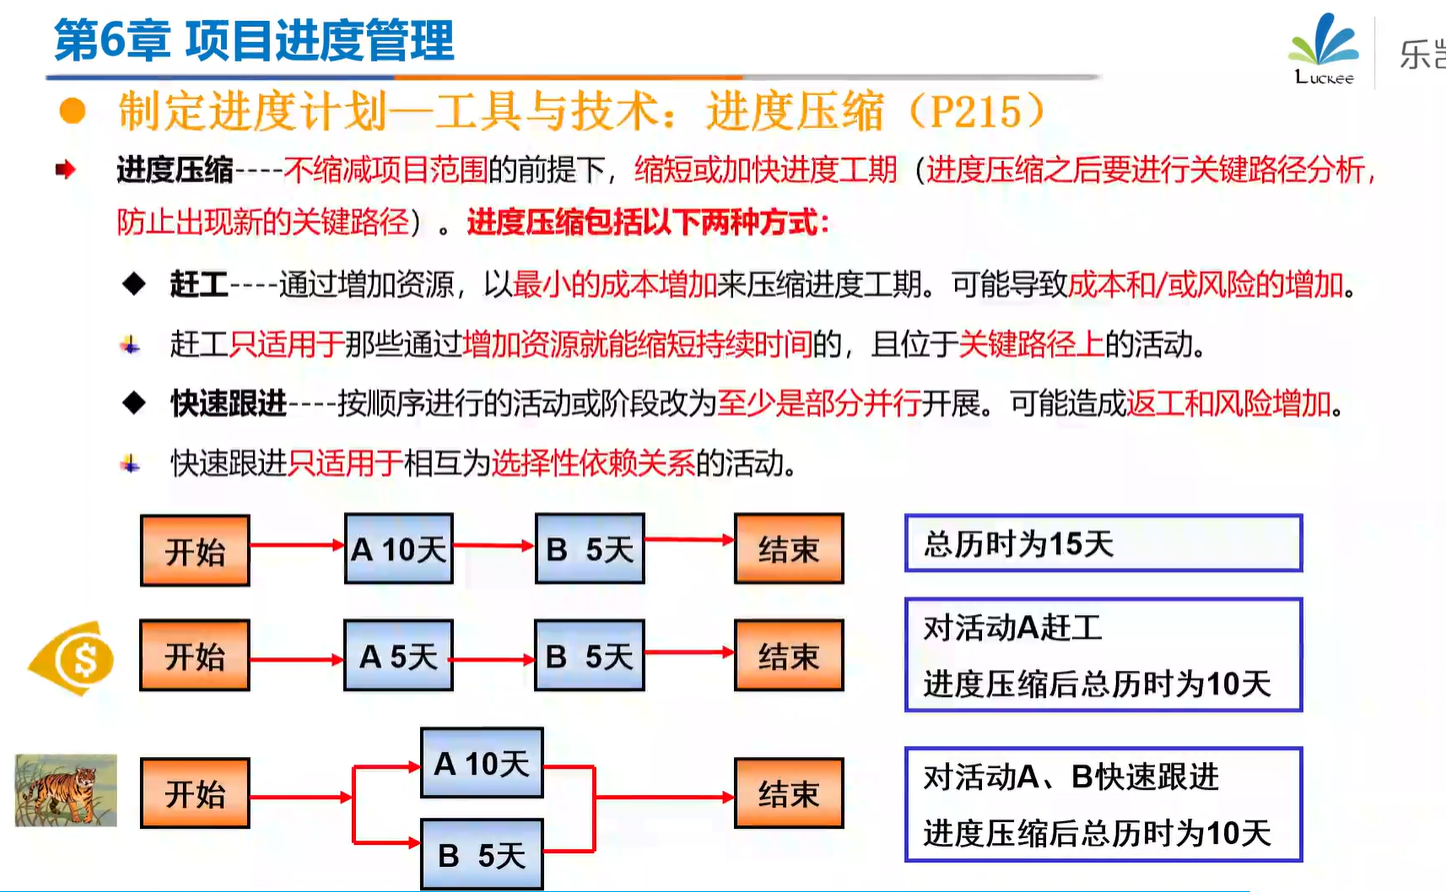 第6章 项目进度管理
LUCKEE
乐
制定进度计划—工具与技术：进度压缩（P215）
进度压缩----不缩减项目范围的前提下，缩短或加快进度工期（进度压缩之后要进行关键路径分析，
防止出现新的关键路径）。进度压缩包括以下两种方式：
赶工----通过增加资源，以最小的成本增加来压缩进度工期。可能导致成本和/或风险的增加。
赶工只适用于那些通过增加资源就能缩短持续时间的，且位于关键路径上的活动。
快速跟进----按顺序进行的活动或阶段改为至少是部分并行开展。可能造成返工和风险增加。
快速跟进只适用于相互为选择性依赖关系的活动。
开始
A 10天
B 5天
结束
总历时为15天
$
开始
A 5天
B 5天
结束
对活动A赶工
进度压缩后总历时为10天
开始
A 10天
B 5天
结束
对活动A、B快速跟进
进度压缩后总历时为10天